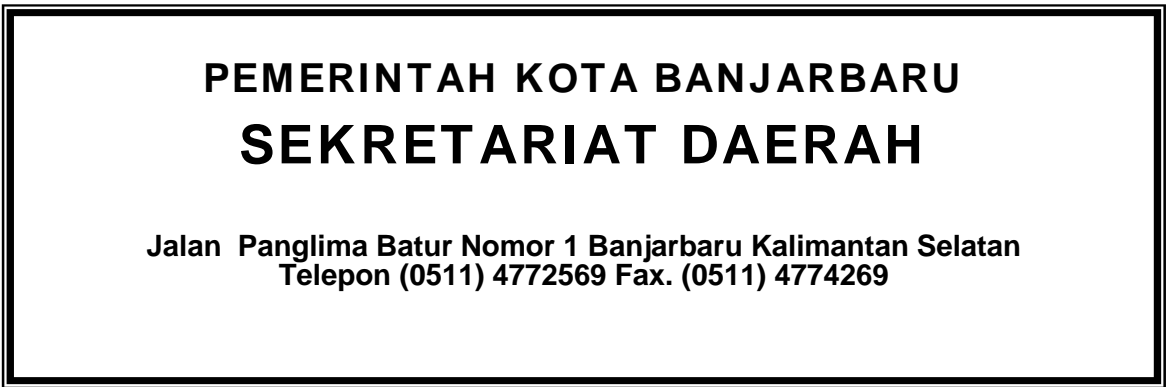 PEMERINTAH KOTA BANJARBARU
SEKRETARIAT DAERAH
Jalan  Panglima Batur Nomor 1 Banjarbaru Kalimantan Selatan
Telepon (0511) 4772569 Fax. (0511) 4774269